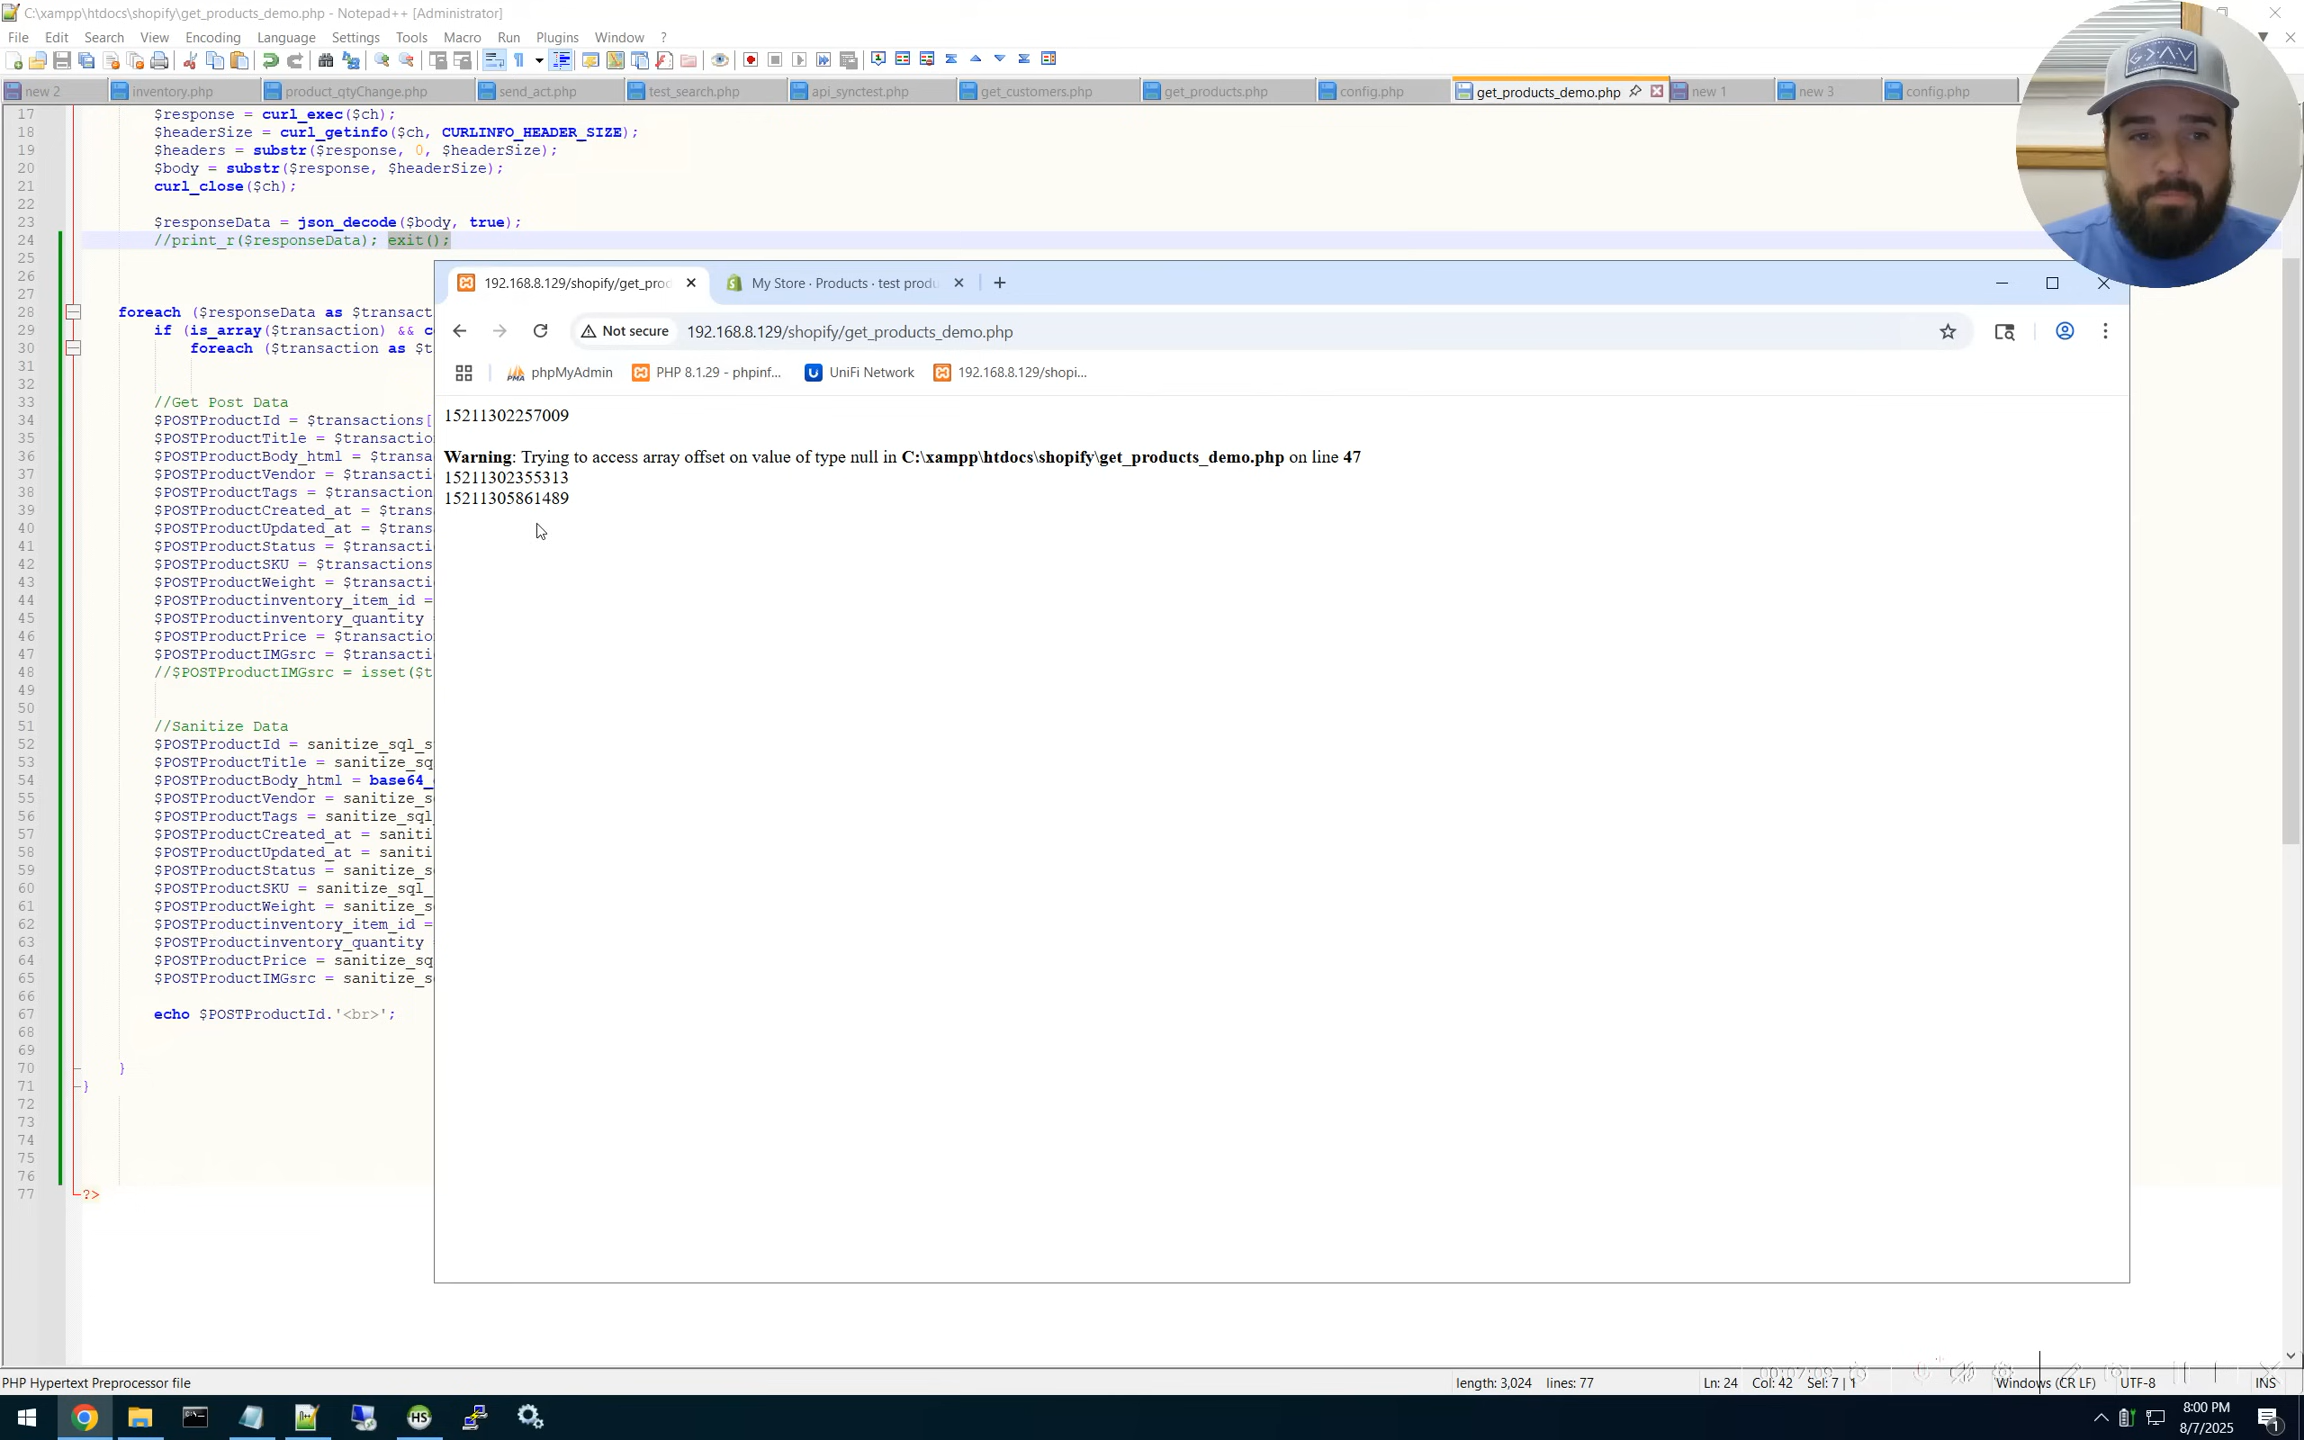 C:\xampp\htdocs\shopify\get_products_demo.php - Notepad++ [Administrator]
File Edit Search View Encoding Language Settings Tools Macro Run Plugins Window ?
new 2 inventory.php product_qtyChange.php send_act.php test_search.php api_synctest.php get_customers.php get_products.php config.php get_products_demo.php new 1 new 3 config.php
17 $response = curl_exec($ch);
18 $headerSize = curl_getinfo($ch, CURLINFO_HEADER_SIZE);
19 $headers = substr($response, 0, $headerSize);
20 $body = substr($response, $headerSize);
21 curl_close($ch);
22
23 $responseData = json_decode($body, true);
24 //print_r($responseData); exit();
25
26
27
28 foreach ($responseData as $transact
29 if (is_array($transaction) && c
30 foreach ($transaction as $t
31
32
33 //Get Post Data
34 $POSTProductId = $transactions[
35 $POSTProductTitle = $transaction
36 $POSTProductBody_html = $transa
37 $POSTProductVendor = $transacti
38 $POSTProductTags = $transactions
39 $POSTProductCreated_at = $trans
40 $POSTProductUpdated_at = $trans
41 $POSTProductStatus = $transacti
42 $POSTProductSKU = $transactions
43 $POSTProductWeight = $transacti
44 $POSTProductinventory_item_id =
45 $POSTProductinventory_quantity
46 $POSTProductPrice = $transactio
47 $POSTProductIMGsrc = $transacti
48 //$POSTProductIMGsrc = isset($t
49
50
51 //Sanitize Data
52 $POSTProductId = sanitize_sql_s
53 $POSTProductTitle = sanitize_sq
54 $POSTProductBody_html = base64_
55 $POSTProductVendor = sanitize_s
56 $POSTProductTags = sanitize_sql
57 $POSTProductCreated_at = saniti
58 $POSTProductUpdated_at = saniti
59 $POSTProductStatus = sanitize_s
60 $POSTProductSKU = sanitize_sql_
61 $POSTProductWeight = sanitize_s
62 $POSTProductinventory_item_id =
63 $POSTProductinventory_quantity
64 $POSTProductPrice = sanitize_sq
65 $POSTProductIMGsrc = sanitize_s
66
67 echo $POSTProductId.'<br>';
68
69
70 }
71 }
72
73
74
75
76
77 ?>
192.168.8.129/shopify/get_prod
My Store · Products · test produ
Not secure 192.168.8.129/shopify/get_products_demo.php
phpMyAdmin PHP 8.1.29 - phpinf... UniFi Network 192.168.8.129/shopi...
15211302257009
Warning: Trying to access array offset on value of type null in C:\xampp\htdocs\shopify\get_products_demo.php on line 47
15211302355313
15211305861489
PHP Hypertext Preprocessor file length: 3,024 lines: 77 Ln: 24 Col: 42 Sel: 7 | 1 Windows (CR LF) UTF-8 INS
8:00 PM
8/7/2025